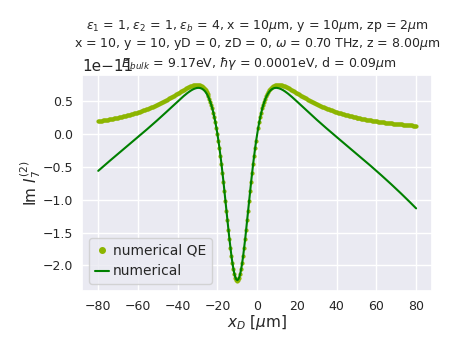 ε₁ = 1, ε₂ = 1, ε_b = 4, x = 10μm, y = 10μm, zp = 2μm
x = 10, y = 10, yD = 0, zD = 0, ω = 0.70 THz, z = 8.00μm
E_bulk = 9.17eV, ℏγ = 0.0001eV, d = 0.09μm
1e−11
0.5
0.0
−0.5
−1.0
−1.5
−2.0
Im I₇⁽²⁾
numerical QE
numerical
−80 −60 −40 −20 0 20 40 60 80
x_D [μm]